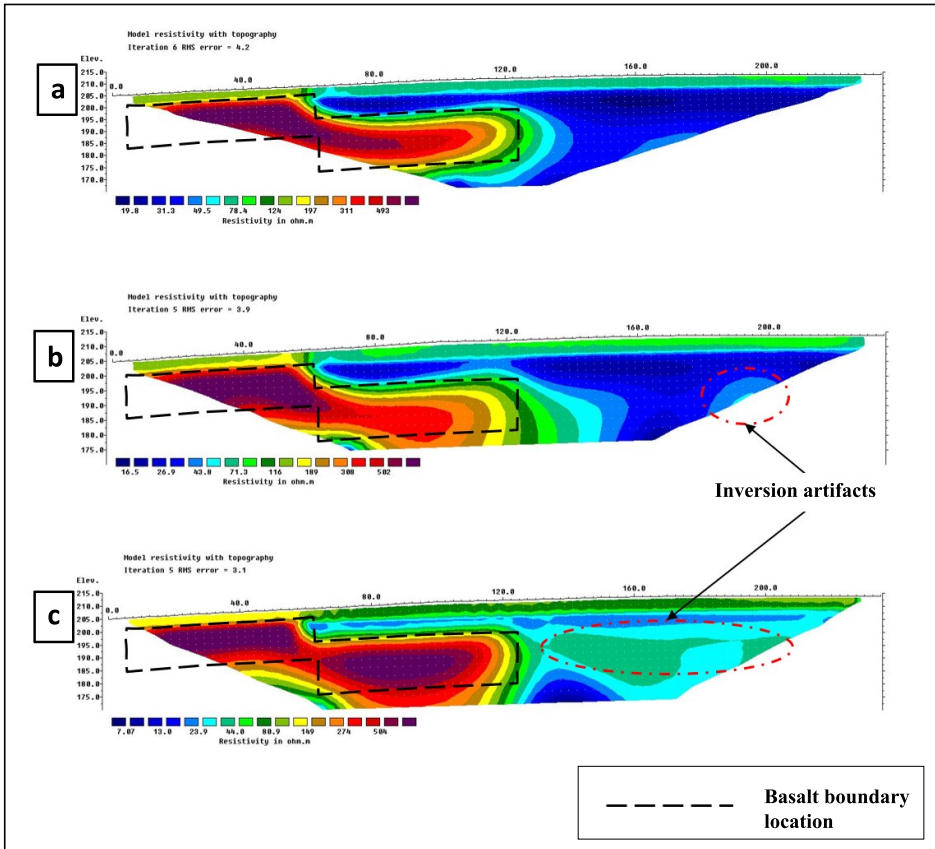 Model resistivity with topography
Iteration 6 RMS error = 4.2
a
Elev.
215.0
210.0
205.0
200.0
195.0
190.0
185.0
180.0
175.0
170.0
0.0 40.0 80.0 120.0 160.0 200.0
19.8 31.3 49.5 78.4 124 197 311 493
Resistivity in ohm.m
Model resistivity with topography
Iteration 5 RMS error = 3.9
b
Elev.
215.0
210.0
205.0
200.0
195.0
190.0
185.0
180.0
175.0
0.0 40.0 80.0 120.0 160.0 200.0
16.5 26.9 43.8 71.3 116 189 308 502
Resistivity in ohm.m
Inversion artifacts
Model resistivity with topography
Iteration 5 RMS error = 3.1
c
Elev.
215.0
210.0
205.0
200.0
195.0
190.0
185.0
180.0
175.0
0.0 40.0 80.0 120.0 160.0 200.0
7.07 13.0 23.9 44.0 80.9 149 274 504
Resistivity in ohm.m
Basalt boundary
location